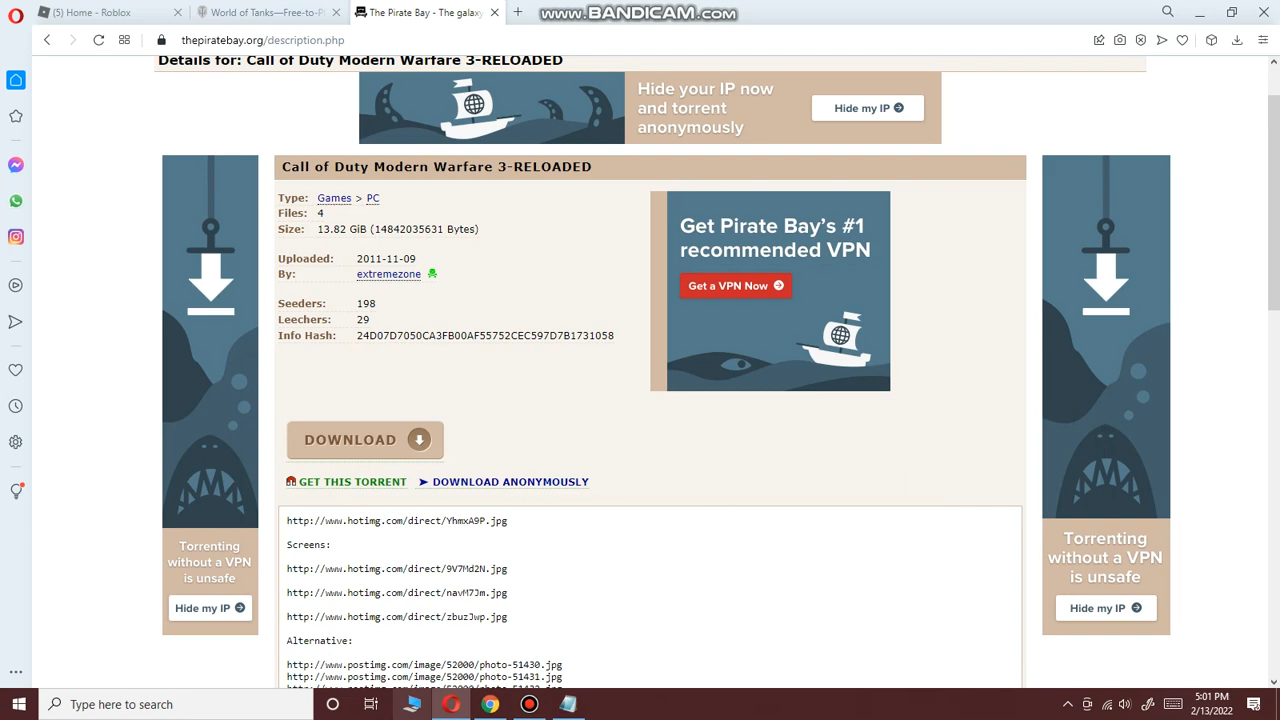 (5) Home - Roblox
World of Tanks—Free-to-P
The Pirate Bay - The galaxy
WWW.BANDICAM.COM
thepiratebay.org/description.php
Details for: Call of Duty Modern Warfare 3-RELOADED
Hide your IP now
and torrent
anonymously
Hide my IP
Call of Duty Modern Warfare 3-RELOADED
Type: Games > PC
Files: 4
Size: 13.82 GiB (14842035631 Bytes)
Uploaded: 2011-11-09
By: extremezone
Seeders: 198
Leechers: 29
Info Hash: 24D07D7050CA3FB00AF55752CEC597D7B1731058
Get Pirate Bay's #1
recommended VPN
Get a VPN Now
DOWNLOAD
GET THIS TORRENT
DOWNLOAD ANONYMOUSLY
http://www.hotimg.com/direct/YhmxA9P.jpg
Screens:
http://www.hotimg.com/direct/9V7Md2N.jpg
http://www.hotimg.com/direct/navM7Jm.jpg
http://www.hotimg.com/direct/zbuzJwp.jpg
Alternative:
http://www.postimg.com/image/52000/photo-51430.jpg
http://www.postimg.com/image/52000/photo-51431.jpg
Torrenting
without a VPN
is unsafe
Hide my IP
Torrenting
without a VPN
is unsafe
Hide my IP
Type here to search
5:01 PM
2/13/2022